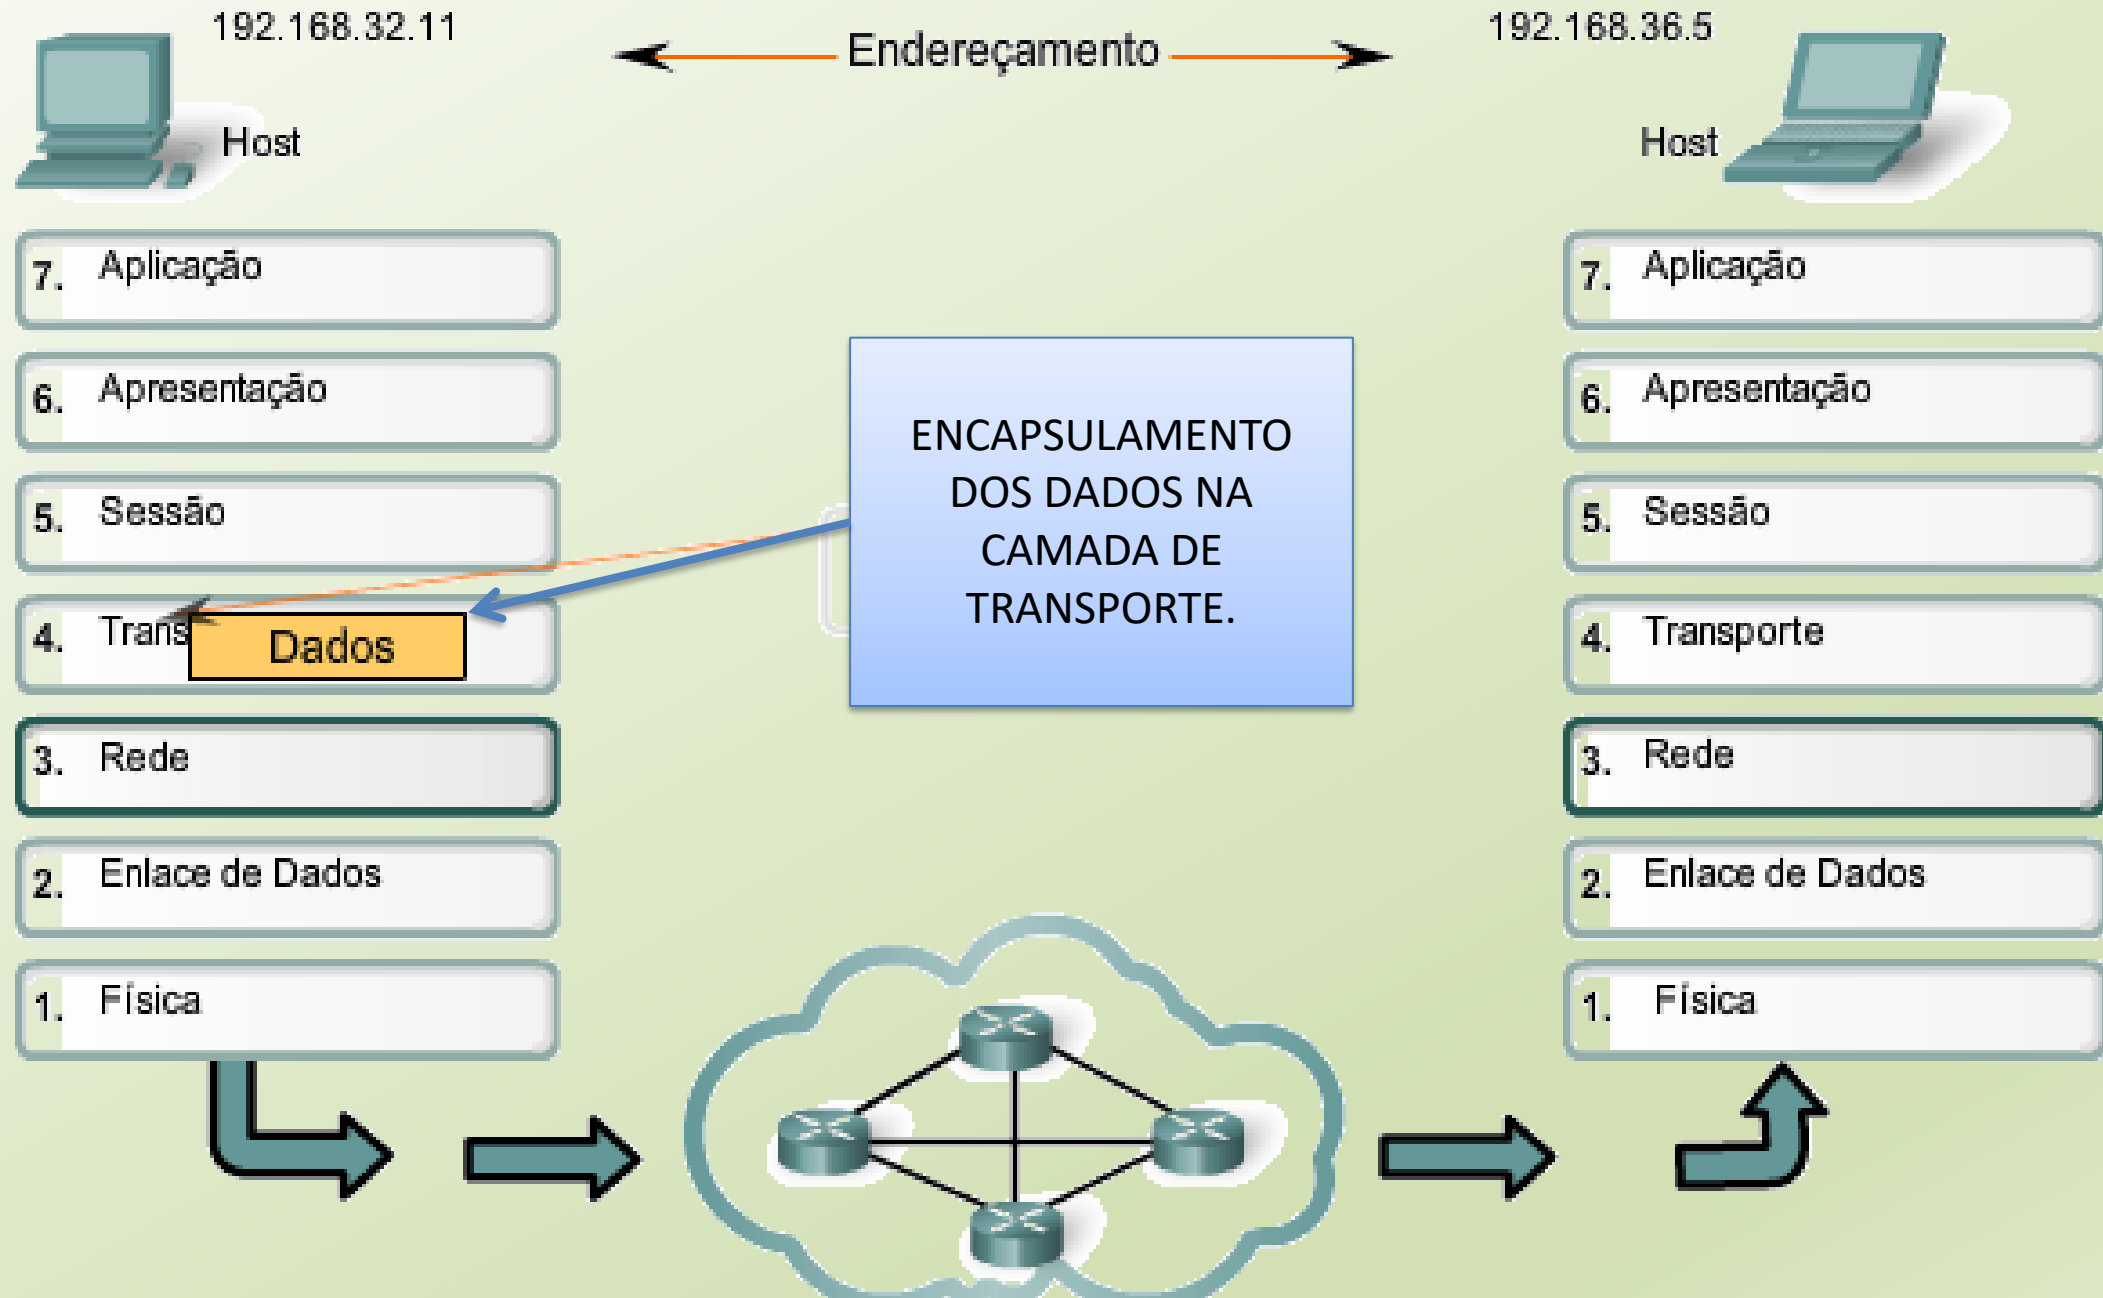 192.168.32.11
Endereçamento
192.168.36.5
Host
Host
7. Aplicação
6. Apresentação
5. Sessão
4. Trans
Dados
3. Rede
2. Enlace de Dados
1. Física
ENCAPSULAMENTO
DOS DADOS NA
CAMADA DE
TRANSPORTE.
7. Aplicação
6. Apresentação
5. Sessão
4. Transporte
3. Rede
2. Enlace de Dados
1. Física